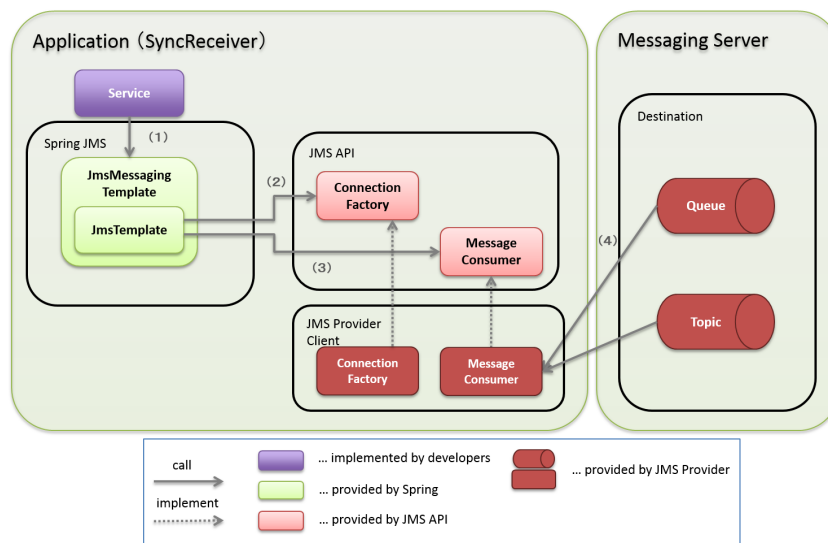 Application（SyncReceiver）
Messaging Server
Service
(1)
Spring JMS
JmsMessaging
Template
JmsTemplate
(2)
(3)
JMS API
Connection
Factory
Message
Consumer
JMS Provider
Client
Connection
Factory
Message
Consumer
Destination
Queue
(4)
Topic
call
implement
... implemented by developers
... provided by Spring
... provided by JMS API
... provided by JMS Provider